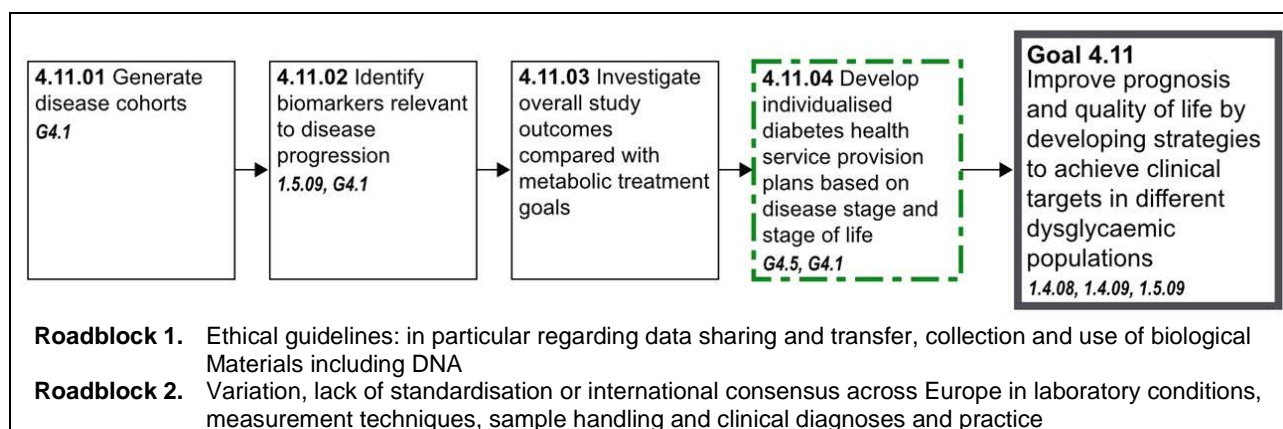 4.11.01 Generate
disease cohorts
G4.1
4.11.02 Identify
biomarkers relevant
to disease
progression
1.5.09, G4.1
4.11.03 Investigate
overall study
outcomes
compared with
metabolic treatment
goals
4.11.04 Develop
individualised
diabetes health
service provision
plans based on
disease stage and
stage of life
G4.5, G4.1
Goal 4.11
Improve prognosis
and quality of life by
developing strategies
to achieve clinical
targets in different
dysglycaemic
populations
1.4.08, 1.4.09, 1.5.09
Roadblock 1. Ethical guidelines: in particular regarding data sharing and transfer, collection and use of biological
Materials including DNA
Roadblock 2. Variation, lack of standardisation or international consensus across Europe in laboratory conditions,
measurement techniques, sample handling and clinical diagnoses and practice